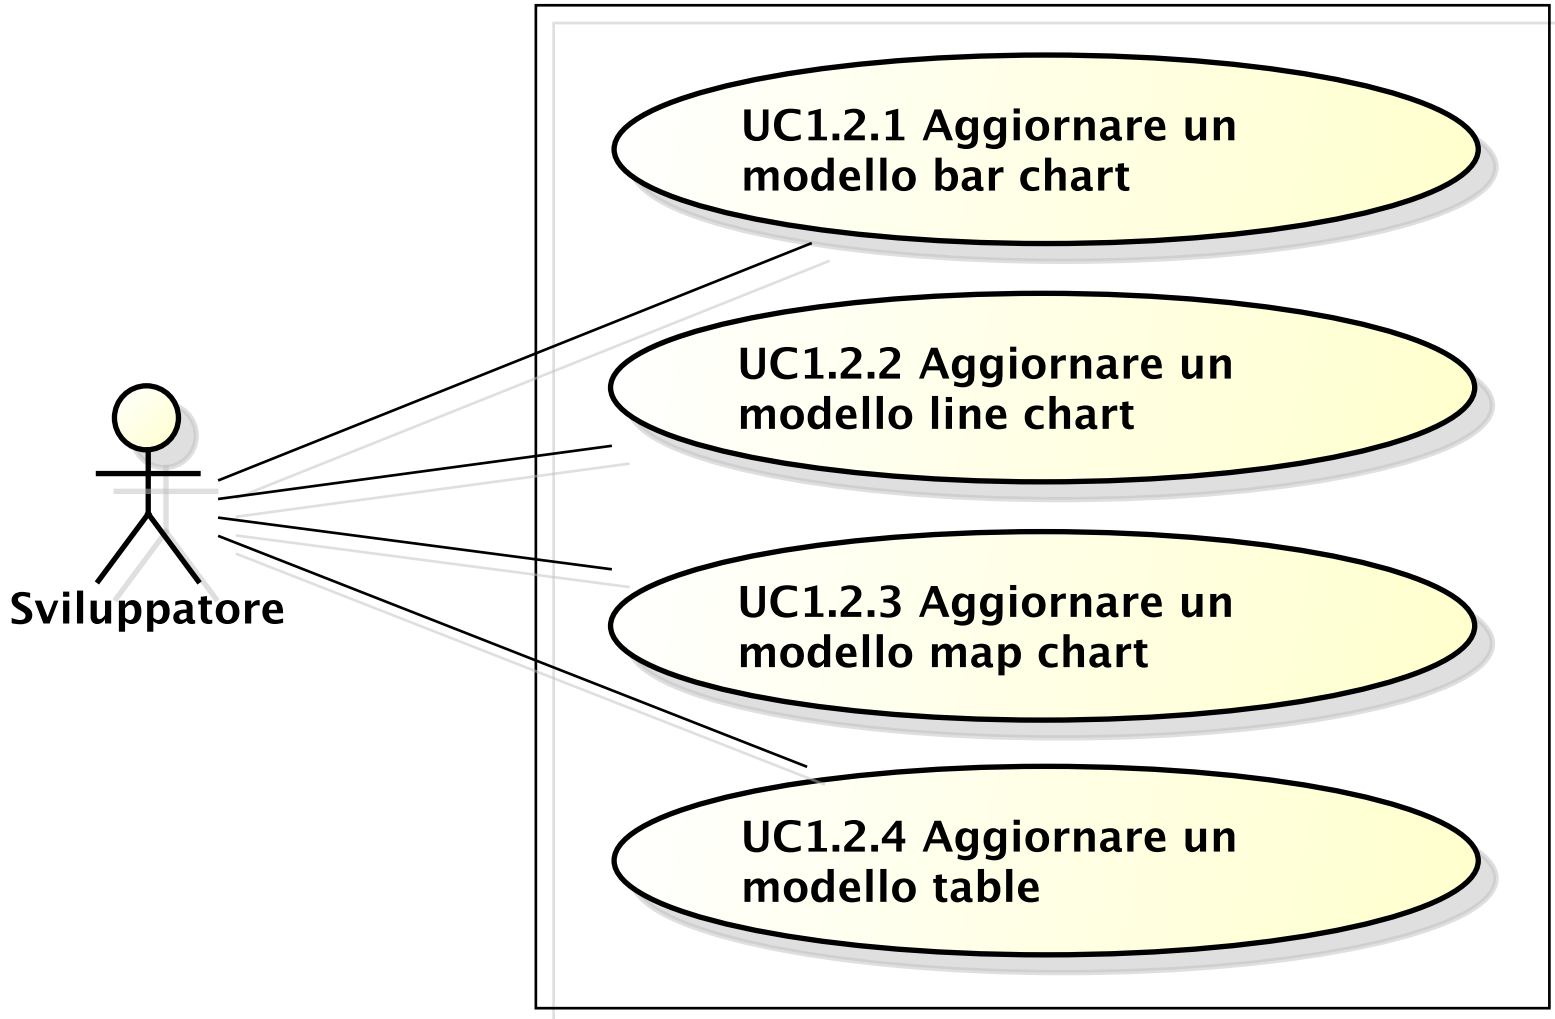 UC1.2.1 Aggiornare un
modello bar chart
UC1.2.2 Aggiornare un
modello line chart
Sviluppatore
UC1.2.3 Aggiornare un
modello map chart
UC1.2.4 Aggiornare un
modello table